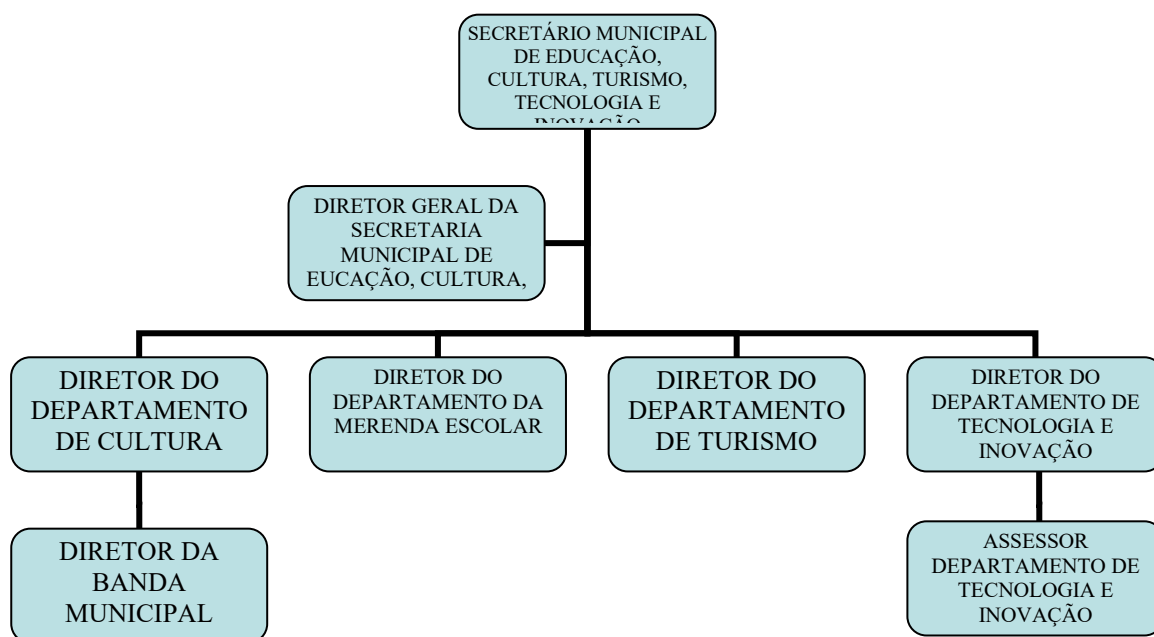 SECRETÁRIO MUNICIPAL
DE EDUCAÇÃO,
CULTURA, TURISMO,
TECNOLOGIA E
INOVAÇÃO
DIRETOR GERAL DA
SECRETARIA
MUNICIPAL DE
EUCAÇÃO, CULTURA,
DIRETOR DO
DEPARTAMENTO
DE CULTURA
DIRETOR DO
DEPARTAMENTO DA
MERENDA ESCOLAR
DIRETOR DO
DEPARTAMENTO
DE TURISMO
DIRETOR DO
DEPARTAMENTO DE
TECNOLOGIA E
INOVAÇÃO
DIRETOR DA
BANDA
MUNICIPAL
ASSESSOR
DEPARTAMENTO DE
TECNOLOGIA E
INOVAÇÃO